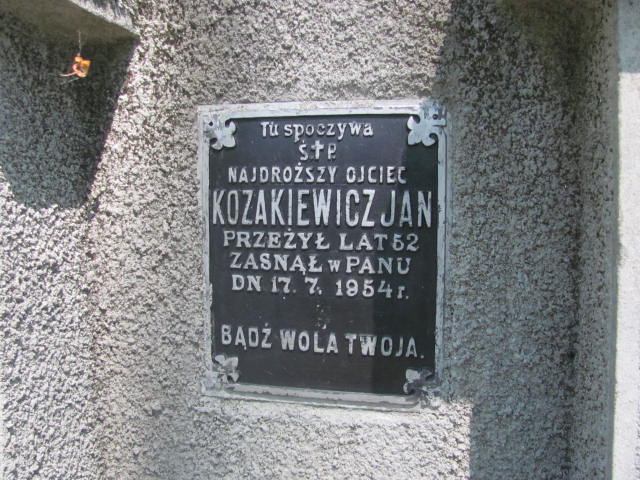 Tu spoczywa
Ś.†P.
NAJDROŻSZY OJCIEC
KOZAKIEWICZ JAN
PRZEŻYŁ LAT 52
ZASNĄŁ w PANU
DN 17. 7. 1954 r.
BĄDŹ WOLA TWOJA.